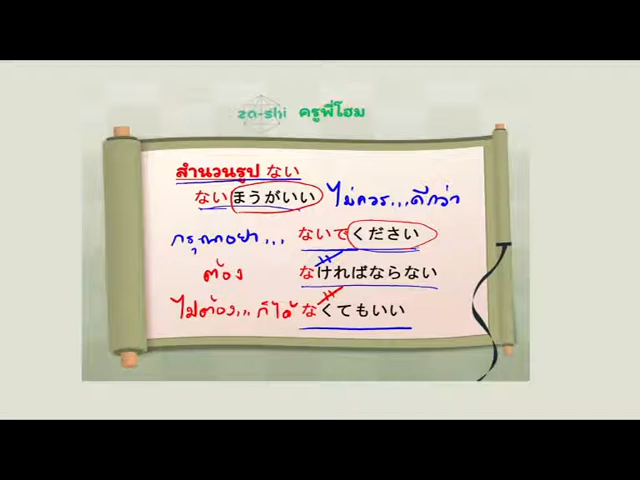 za-shi ครูพี่โฮม
สำนวนรูป ない
ない ほうがいい ไม่ควร...ดีกว่า
กรุณาอย่า... ないでください
ต้อง なければならない
ไม่ต้อง...ก็ได้ なくてもいい